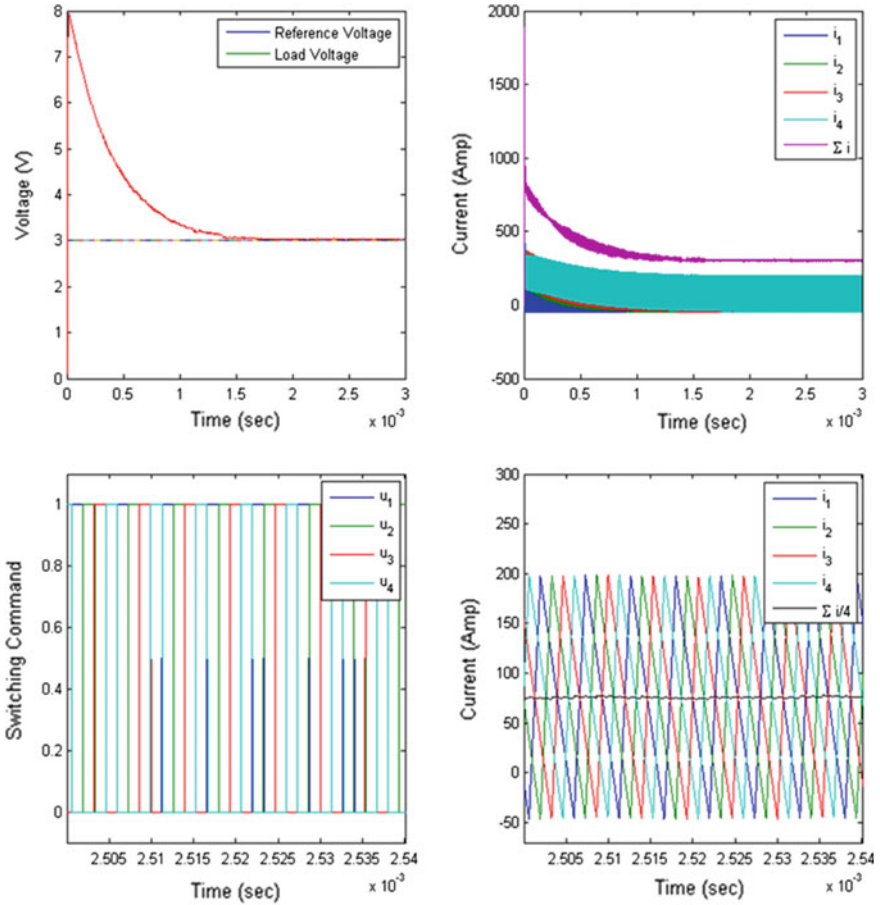 8
7
6
5
4
3
2
1
0
Voltage (V)
Reference Voltage
Load Voltage
0 0.5 1 1.5 2 2.5 3
Time (sec)
x 10⁻³
2000
1500
1000
500
0
-500
Current (Amp)
i₁
i₂
i₃
i₄
Σ i
0 0.5 1 1.5 2 2.5 3
Time (sec)
x 10⁻³
1
0.8
0.6
0.4
0.2
0
Switching Command
u₁
u₂
u₃
u₄
2.505 2.51 2.515 2.52 2.525 2.53 2.535 2.54
Time (sec)
x 10⁻³
300
250
200
150
100
50
0
-50
Current (Amp)
i₁
i₂
i₃
i₄
Σ i/4
2.505 2.51 2.515 2.52 2.525 2.53 2.535 2.54
Time (sec)
x 10⁻³